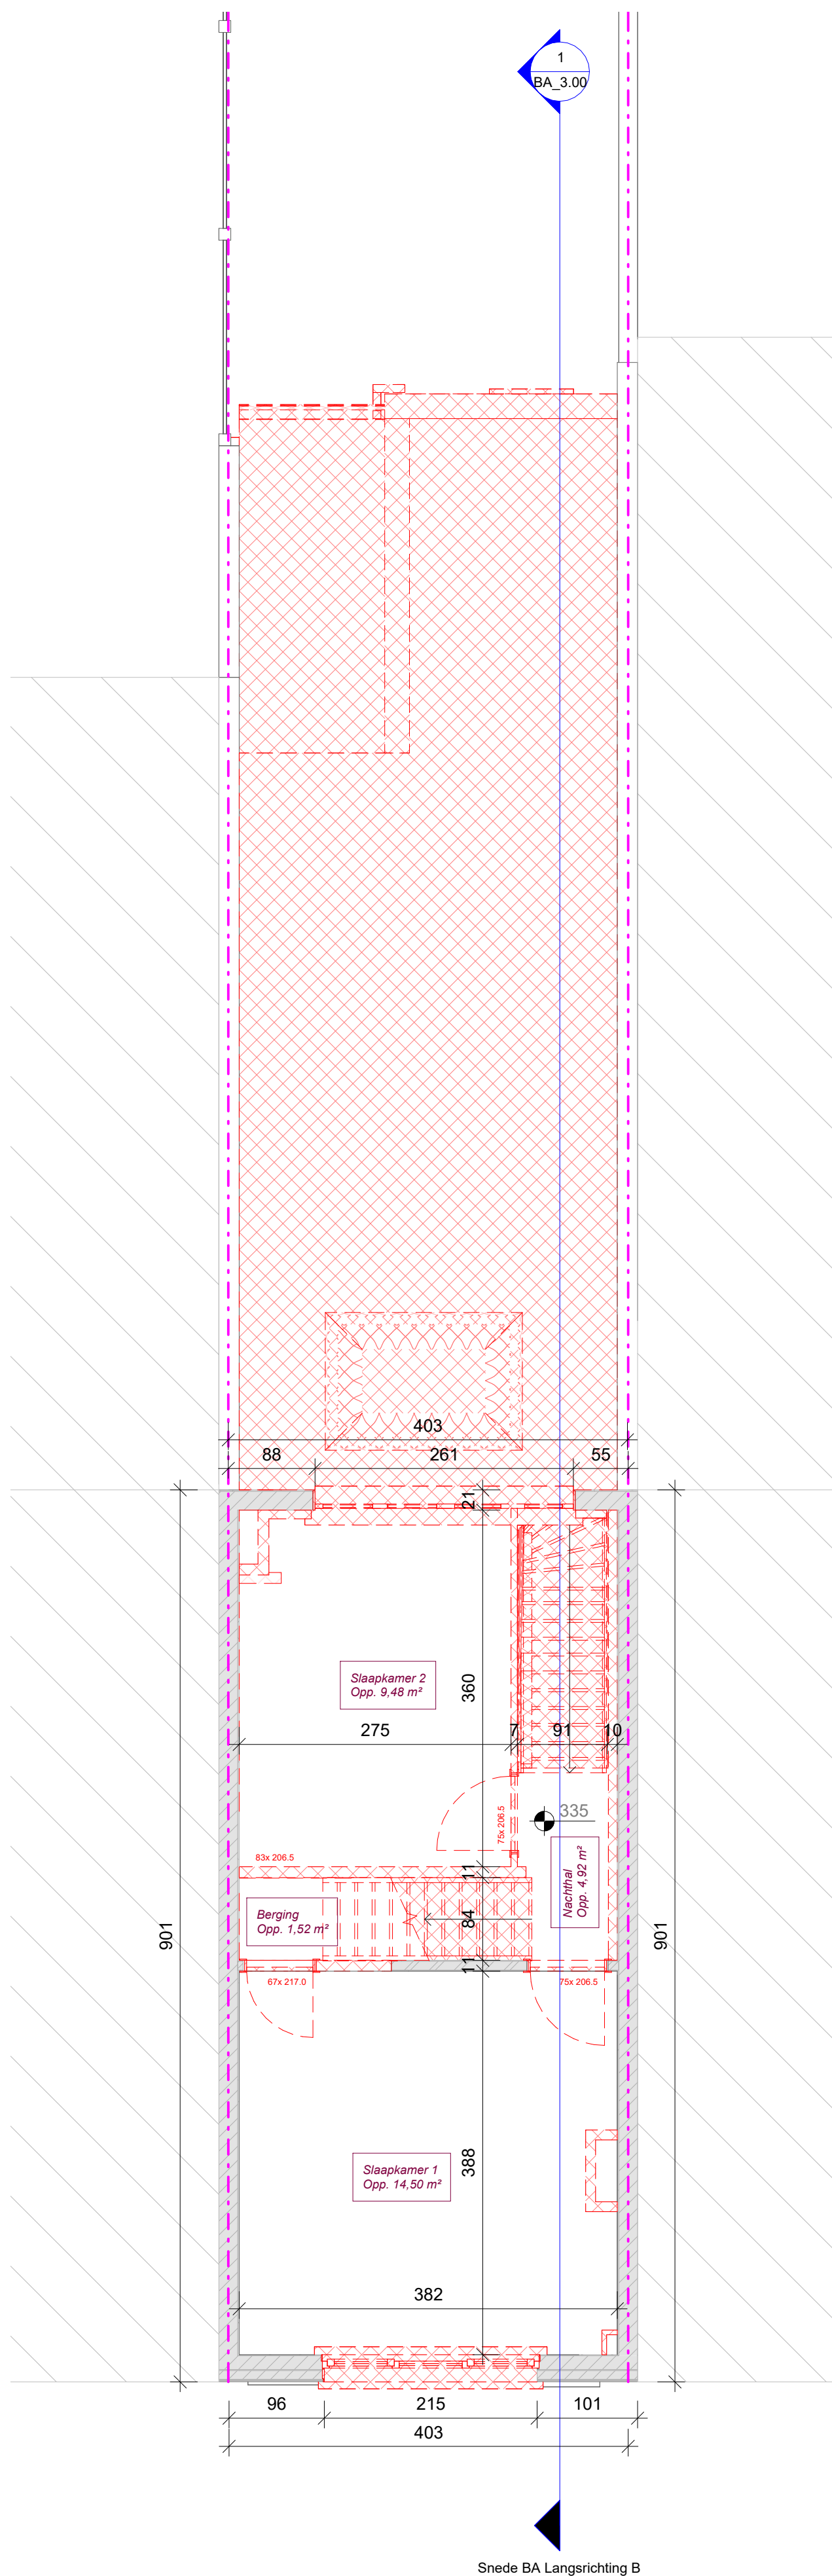 1
BA_3.00
403
88
261
55
21
Slaapkamer 2
Opp. 9,48 m²
360
275
7
91
10
335
75x 206.5
83x 206.5
Nachthal
Opp. 4,92 m²
11
Berging
Opp. 1,52 m²
84
901
901
11
67x 217.0
75x 206.5
Slaapkamer 1
Opp. 14,50 m²
388
382
96
215
101
403
Snede BA Langsrichting B